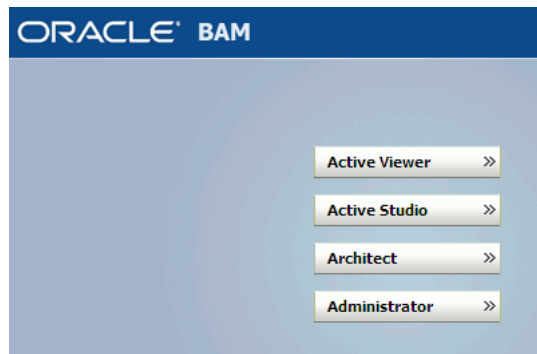 ORACLE® BAM
Active Viewer »
Active Studio »
Architect »
Administrator »